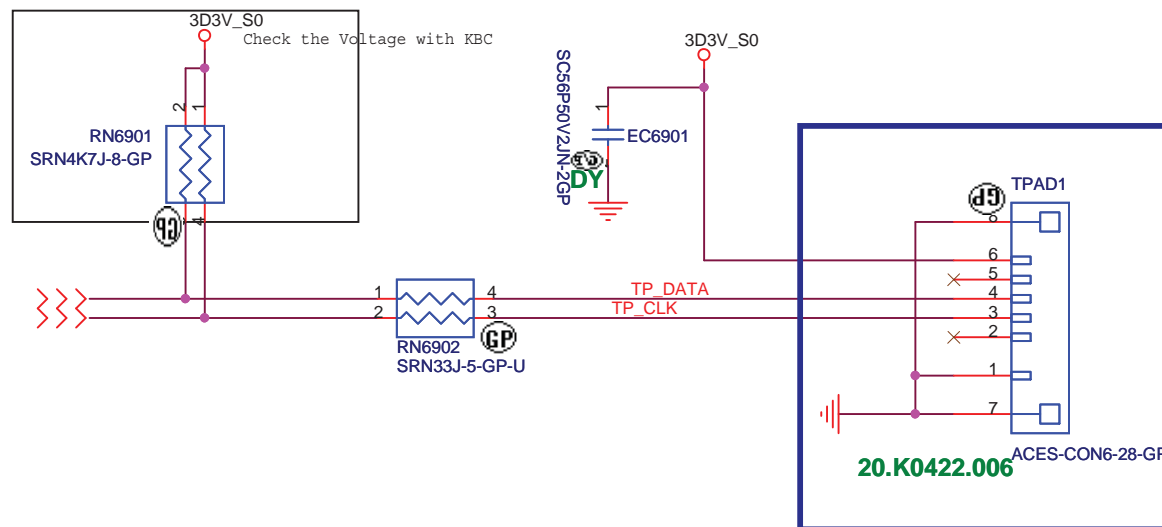 3D3V_S0
Check the Voltage with KBC
2
1
RN6901
SRN4K7J-8-GP
GP
4
3D3V_S0
SC56P50V2JN-2GP
1
EC6901
DY
1
2
4
3
RN6902
SRN33J-5-GP-U
GP
TP_DATA
TP_CLK
TPAD1
GP
8
6
5
4
3
2
1
7
20.K0422.006
ACES-CON6-28-GP